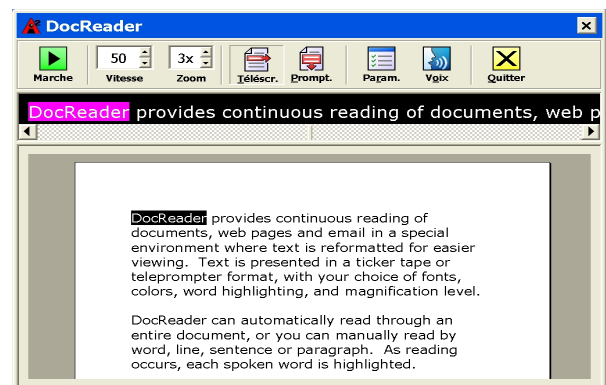 DocReader
50
3x
Marche
Vitesse
Zoom
Téléscr.
Prompt.
Param.
Voix
Quitter
DocReader provides continuous reading of documents, web p
DocReader provides continuous reading of
documents, web pages and email in a special
environment where text is reformatted for easier
viewing.  Text is presented in a ticker tape or
teleprompter format, with your choice of fonts,
colors, word highlighting, and magnification level.
DocReader can automatically read through an
entire document, or you can manually read by
word, line, sentence or paragraph.  As reading
occurs, each spoken word is highlighted.